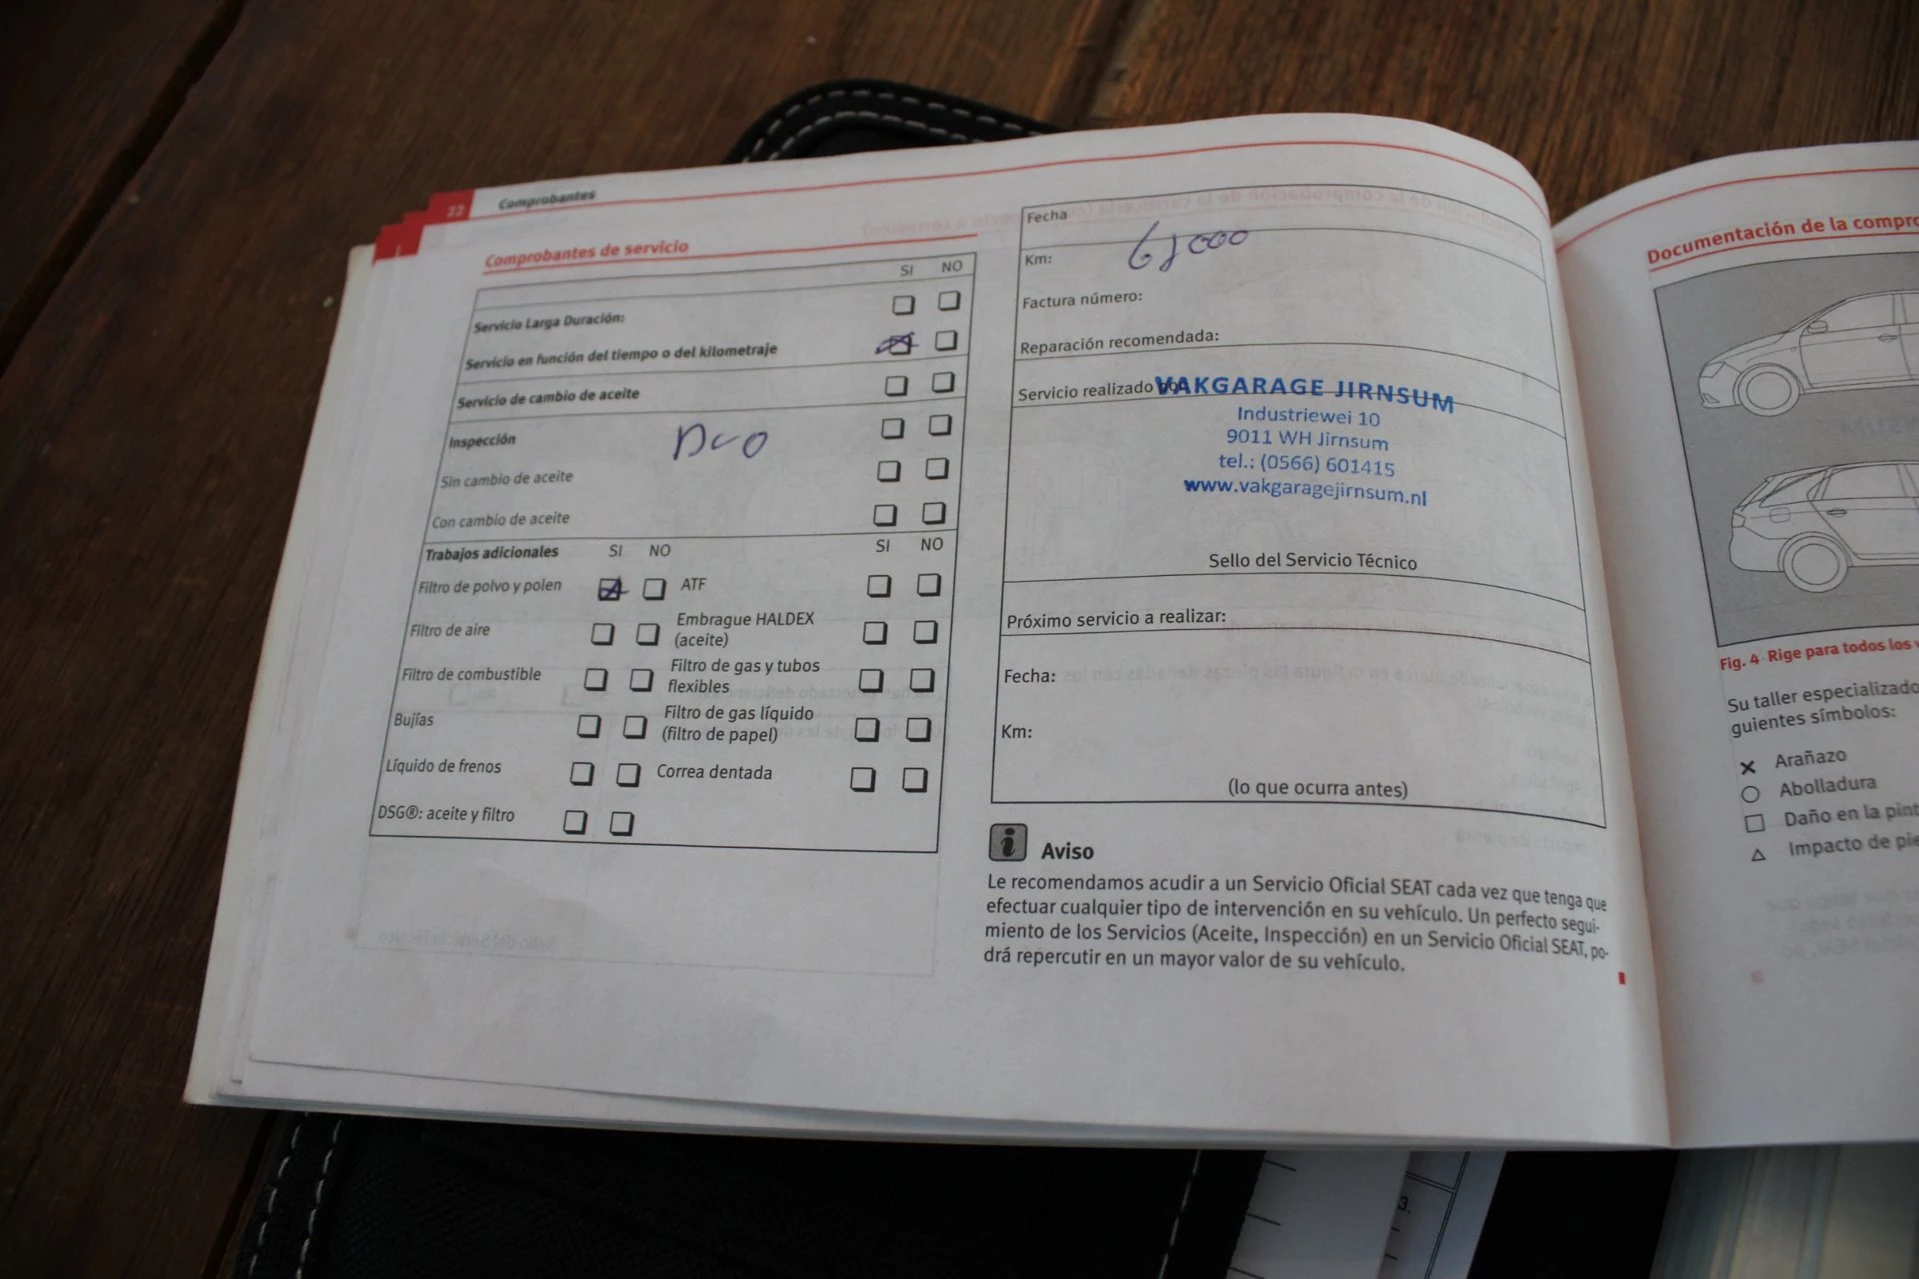 22 Comprobantes
Comprobantes de servicio
SI NO
Servicio Larga Duración:
Servicio en función del tiempo o del kilometraje
Servicio de cambio de aceite
Inspección
Sin cambio de aceite
Con cambio de aceite
Trabajos adicionales SI NO SI NO
Filtro de polvo y polen ATF
Filtro de aire Embrague HALDEX
(aceite)
Filtro de combustible Filtro de gas y tubos
flexibles
Bujías Filtro de gas líquido
(filtro de papel)
Líquido de frenos Correa dentada
DSG®: aceite y filtro
Fecha
Km:
Factura número:
Reparación recomendada:
Servicio realizado por
VAKGARAGE JIRNSUM
Industriewei 10
9011 WH Jirnsum
tel.: (0566) 601415
www.vakgaragejirnsum.nl
Sello del Servicio Técnico
Próximo servicio a realizar:
Fecha:
Km:
(lo que ocurra antes)
i Aviso
Le recomendamos acudir a un Servicio Oficial SEAT cada vez que tenga que
efectuar cualquier tipo de intervención en su vehículo. Un perfecto segui-
miento de los Servicios (Aceite, Inspección) en un Servicio Oficial SEAT, po-
drá repercutir en un mayor valor de su vehículo.
Documentación de la compro
Fig. 4 Rige para todos los v
Su taller especializado
guientes símbolos:
Arañazo
Abolladura
Daño en la pint
Impacto de pie
3.